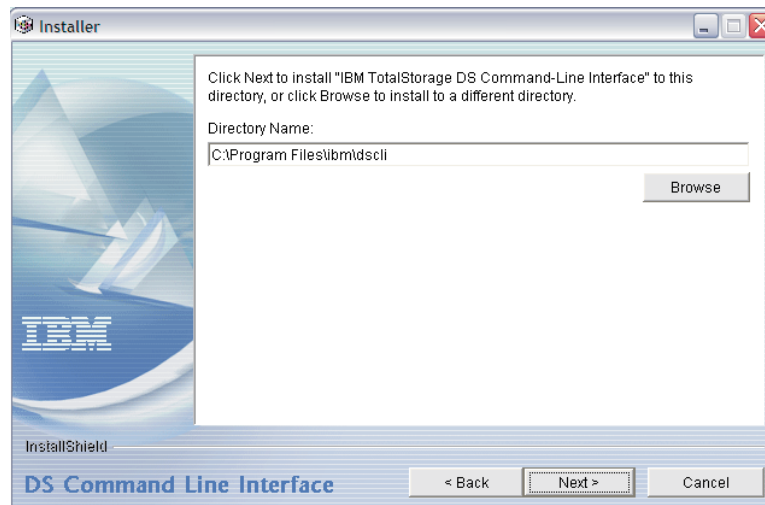 Installer
Click Next to install "IBM TotalStorage DS Command-Line Interface" to this
directory, or click Browse to install to a different directory.
Directory Name:
C:\Program Files\ibm\dscli
Browse
IBM
InstallShield
DS Command Line Interface
< Back
Next >
Cancel